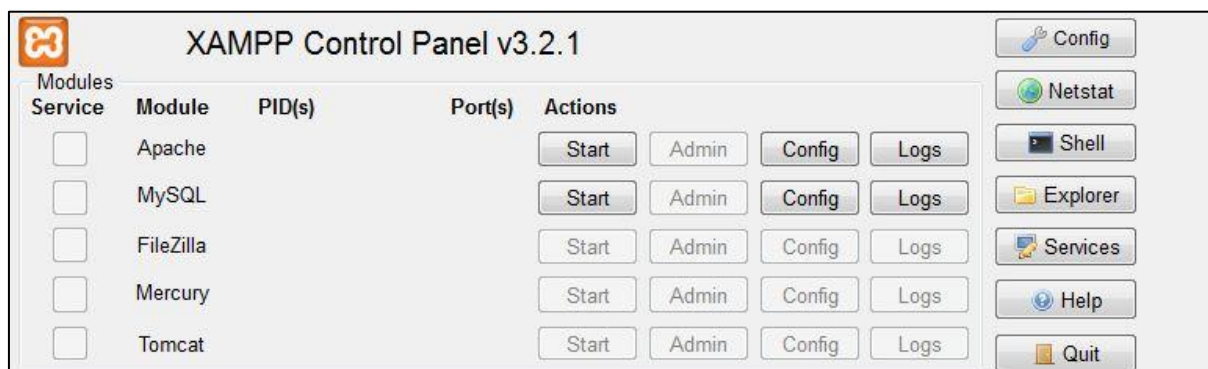 XAMPP Control Panel v3.2.1 Config
Modules Netstat
Service Module PID(s) Port(s) Actions
Apache Start Admin Config Logs Shell
MySQL Start Admin Config Logs Explorer
FileZilla Start Admin Config Logs Services
Mercury Start Admin Config Logs Help
Tomcat Start Admin Config Logs Quit